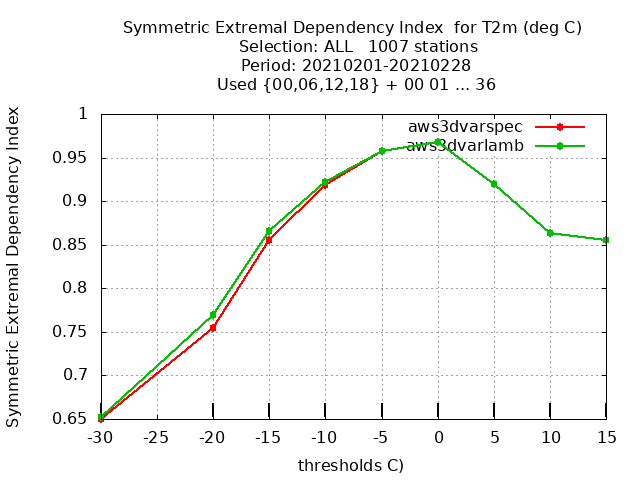 Symmetric Extremal Dependency Index  for T2m (deg C)
Selection: ALL   1007 stations
Period: 20210201-20210228
Used {00,06,12,18} + 00 01 ... 36
Symmetric Extremal Dependency Index
1
0.95
0.9
0.85
0.8
0.75
0.7
0.65
aws3dvarspec
aws3dvarlamb
-30 -25 -20 -15 -10 -5 0 5 10 15
thresholds C)